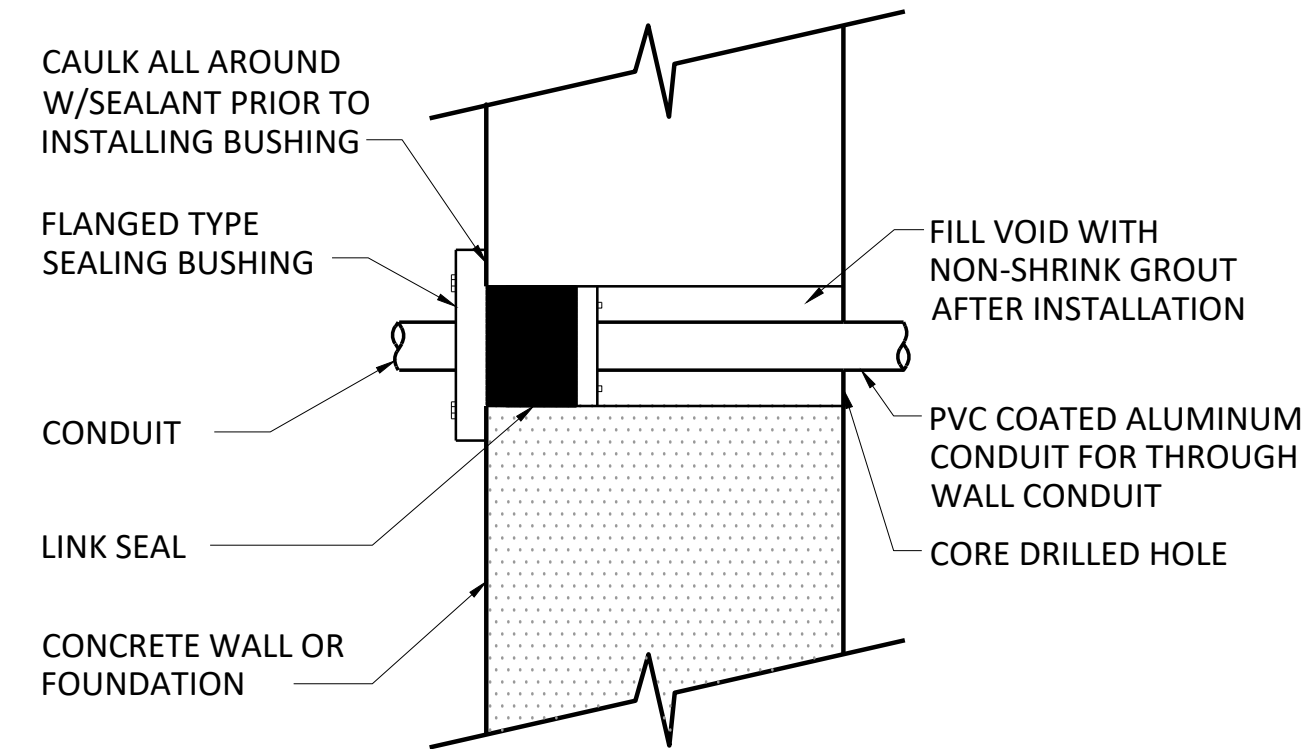 CAULK ALL AROUND
W/SEALANT PRIOR TO
INSTALLING BUSHING
FLANGED TYPE
SEALING BUSHING
CONDUIT
LINK SEAL
CONCRETE WALL OR
FOUNDATION
FILL VOID WITH
NON-SHRINK GROUT
AFTER INSTALLATION
PVC COATED ALUMINUM
CONDUIT FOR THROUGH
WALL CONDUIT
CORE DRILLED HOLE